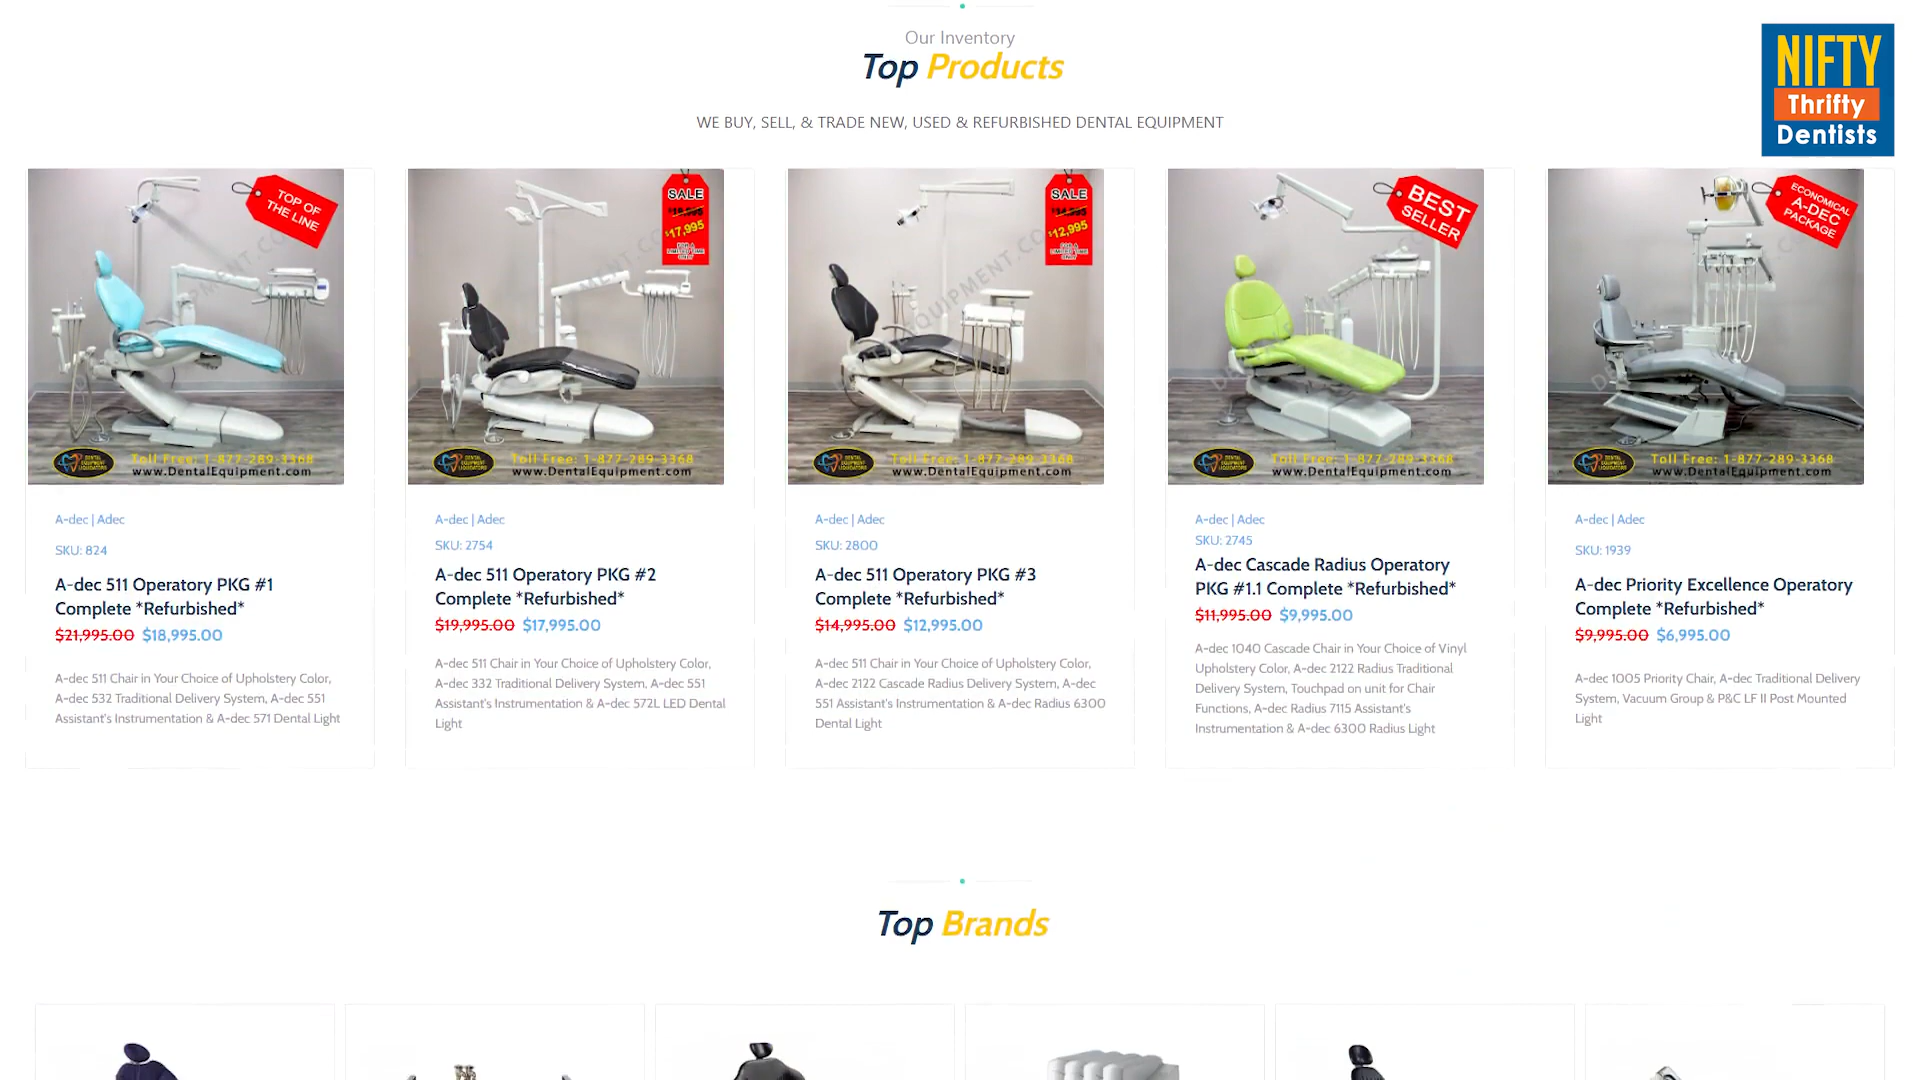 Our Inventory
Top Products
WE BUY, SELL, & TRADE NEW, USED & REFURBISHED DENTAL EQUIPMENT
NIFTY
Thrifty
Dentists
TOP OF
THE LINE
Toll Free: 1-877-289-3368
www.DentalEquipment.com
A-dec | Adec
SKU: 824
A-dec 511 Operatory PKG #1
Complete *Refurbished*
$21,995.00 $18,995.00
A-dec 511 Chair in Your Choice of Upholstery Color,
A-dec 532 Traditional Delivery System, A-dec 551
Assistant's Instrumentation & A-dec 571 Dental Light
SALE
$17,995
FOR A
LIMITED TIME
ONLY
Toll Free: 1-877-289-3368
www.DentalEquipment.com
A-dec | Adec
SKU: 2754
A-dec 511 Operatory PKG #2
Complete *Refurbished*
$19,995.00 $17,995.00
A-dec 511 Chair in Your Choice of Upholstery Color,
A-dec 332 Traditional Delivery System, A-dec 551
Assistant's Instrumentation & A-dec 572L LED Dental
Light
SALE
$12,995
FOR A
LIMITED TIME
ONLY
Toll Free: 1-877-289-3368
www.DentalEquipment.com
A-dec | Adec
SKU: 2800
A-dec 511 Operatory PKG #3
Complete *Refurbished*
$14,995.00 $12,995.00
A-dec 511 Chair in Your Choice of Upholstery Color,
A-dec 2122 Cascade Radius Delivery System, A-dec
551 Assistant's Instrumentation & A-dec Radius 6300
Dental Light
BEST
SELLER
Toll Free: 1-877-289-3368
www.DentalEquipment.com
A-dec | Adec
SKU: 2745
A-dec Cascade Radius Operatory
PKG #1.1 Complete *Refurbished*
$11,995.00 $9,995.00
A-dec 1040 Cascade Chair in Your Choice of Vinyl
Upholstery Color, A-dec 2122 Radius Traditional
Delivery System, Touchpad on unit for Chair
Functions, A-dec Radius 7115 Assistant's
Instrumentation & A-dec 6300 Radius Light
ECONOMICAL
A-DEC
PACKAGE
Toll Free: 1-877-289-3368
www.DentalEquipment.com
A-dec | Adec
SKU: 1939
A-dec Priority Excellence Operatory
Complete *Refurbished*
$9,995.00 $6,995.00
A-dec 1005 Priority Chair, A-dec Traditional Delivery
System, Vacuum Group & P&C LF II Post Mounted
Light
Top Brands